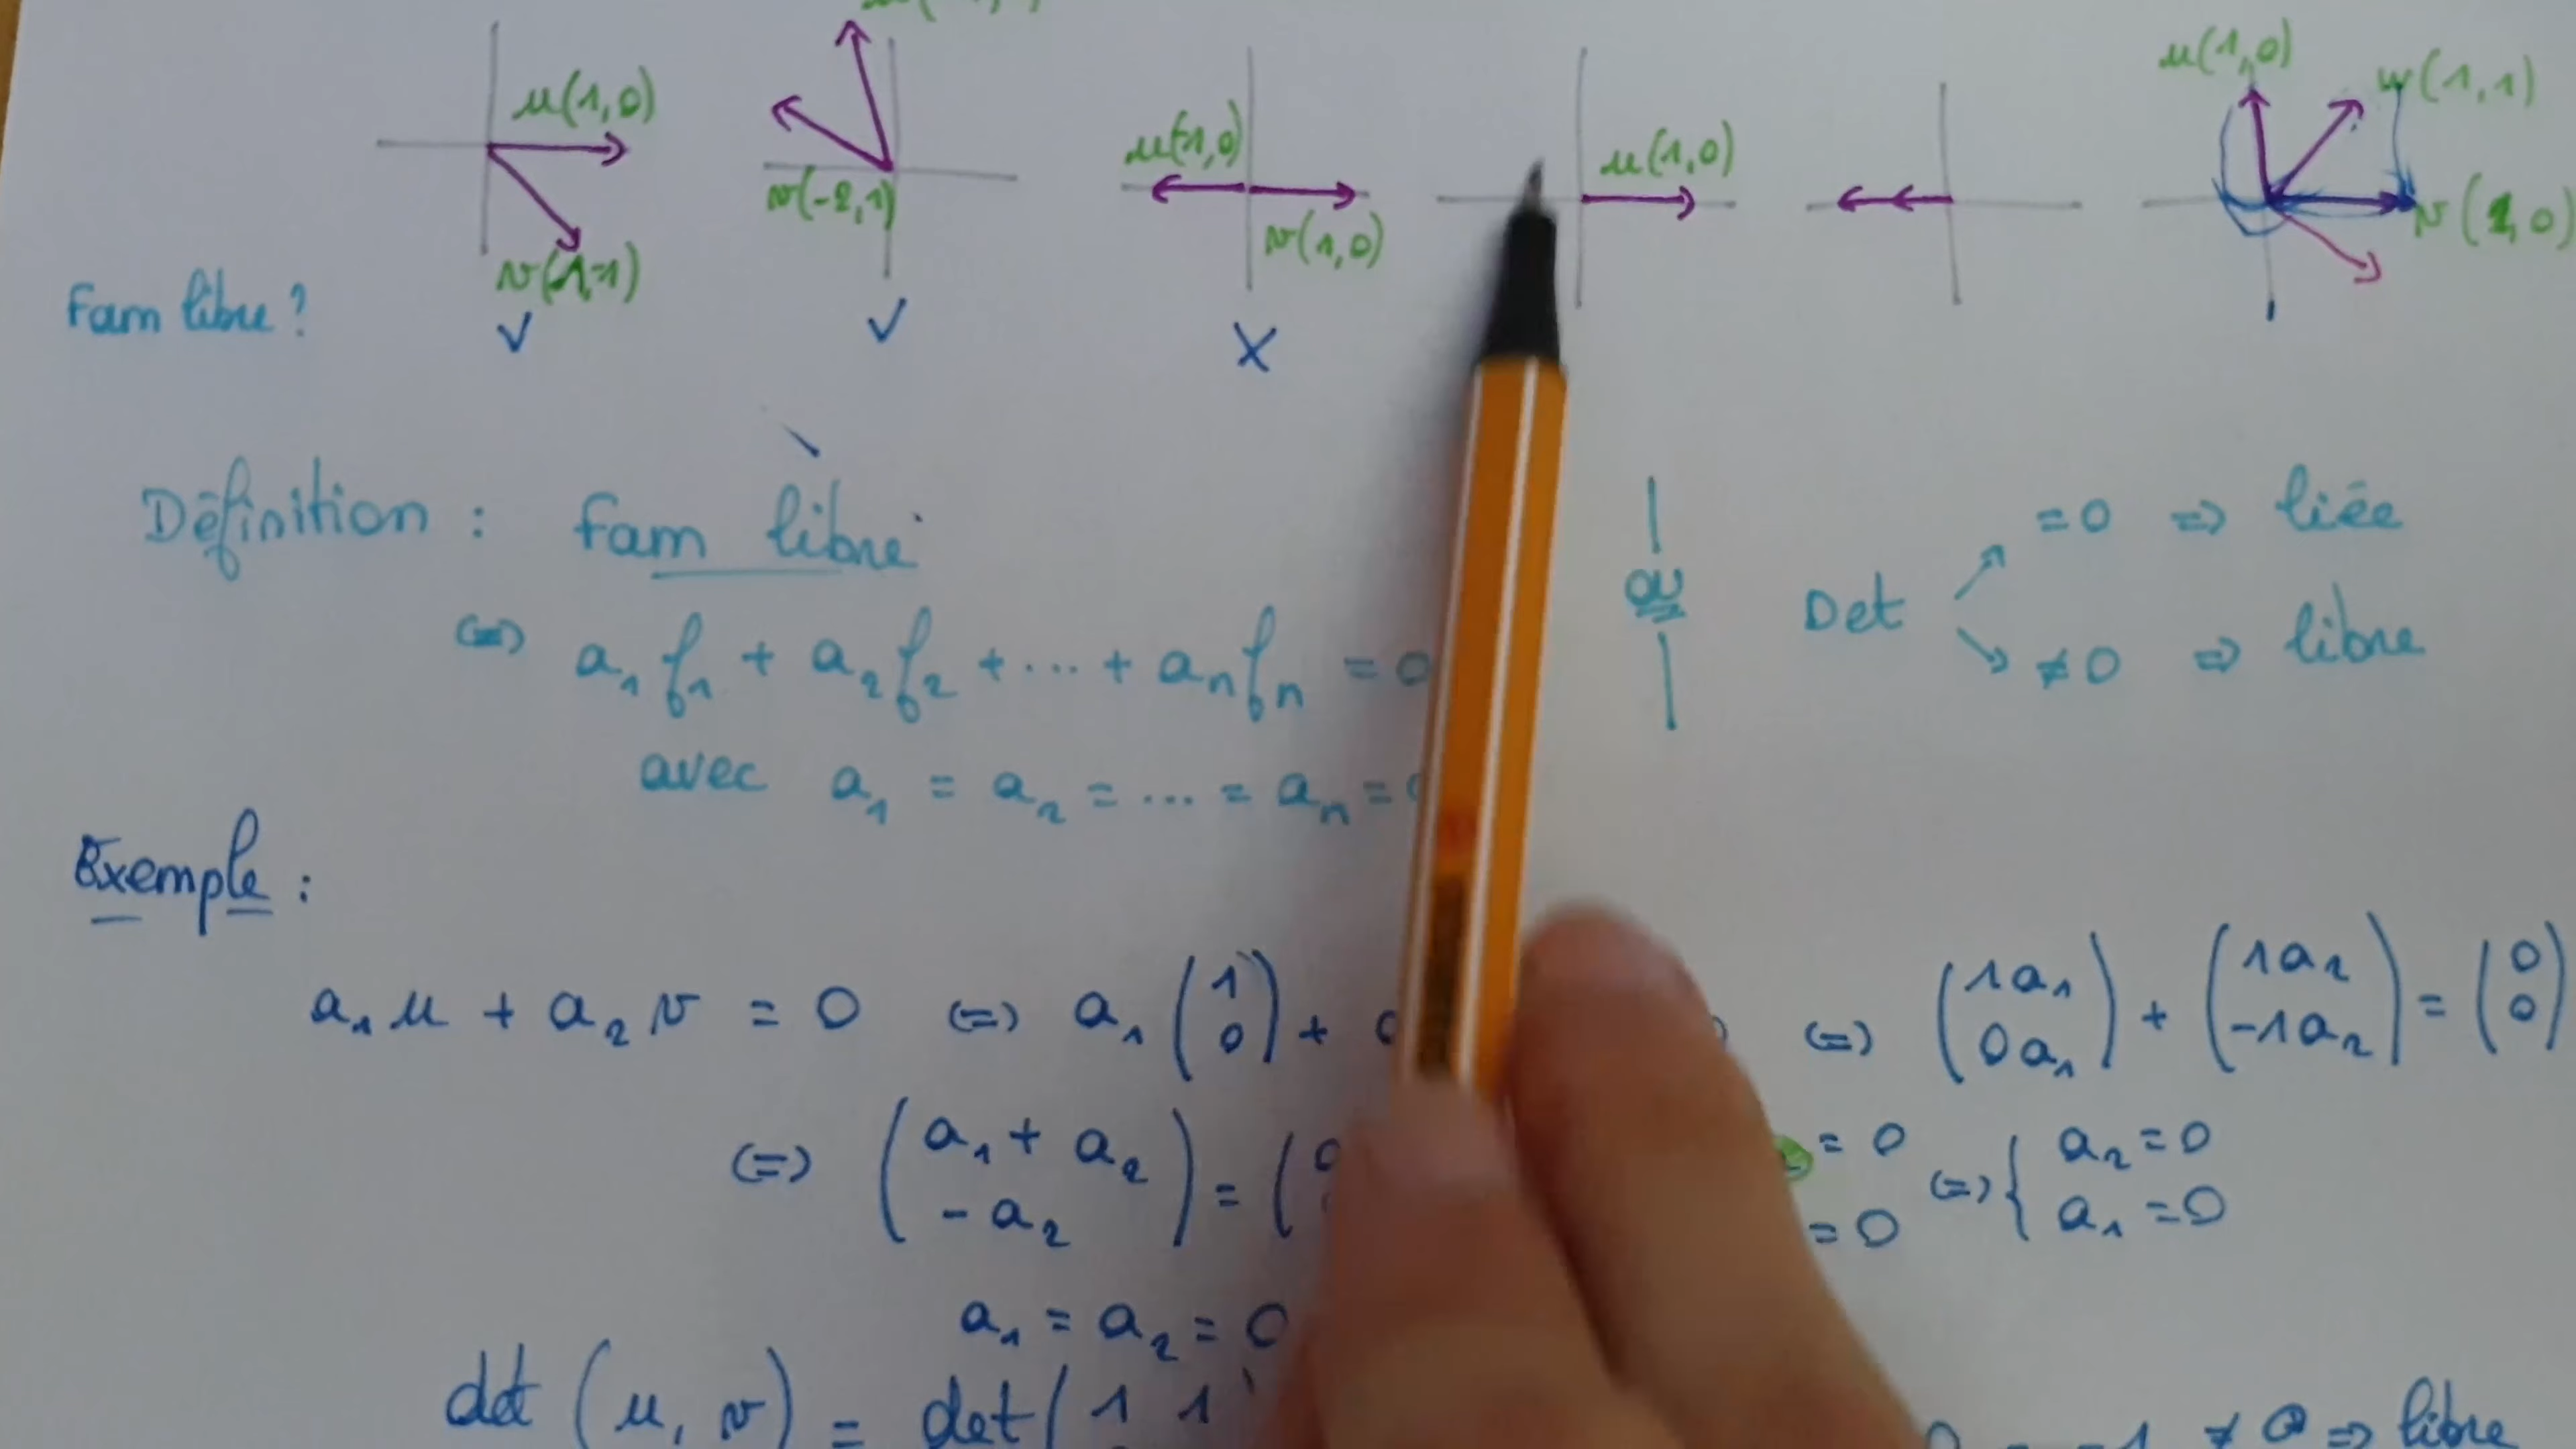 u(1,0) v(1,-1)
v(-2,1)
u(-1,0) v(1,0)
u(1,0)
u(1,0) w(1,1) v(1,0)
Fam libre ? ✓ ✓ X
Définition : Fam libre
<=> a₁f₁ + a₂f₂ + ... + aₙfₙ = 0
avec a₁ = a₂ = ... = aₙ =
ou
Det ↗ = 0 => liée
↘ ≠ 0 => libre
Exemple :
a₁u + a₂v = 0 <=> a₁ (1 0) + <=> (1a₁ 0a₁) + (1a₂ -1a₂) = (0 0)
<=> (a₁ + a₂ -a₂) = ( = 0 = 0 <=> { a₂ = 0 a₁ = 0
a₁ = a₂ = 0
det (u, v) = det ( 1 1 -1 ≠ 0 => libre